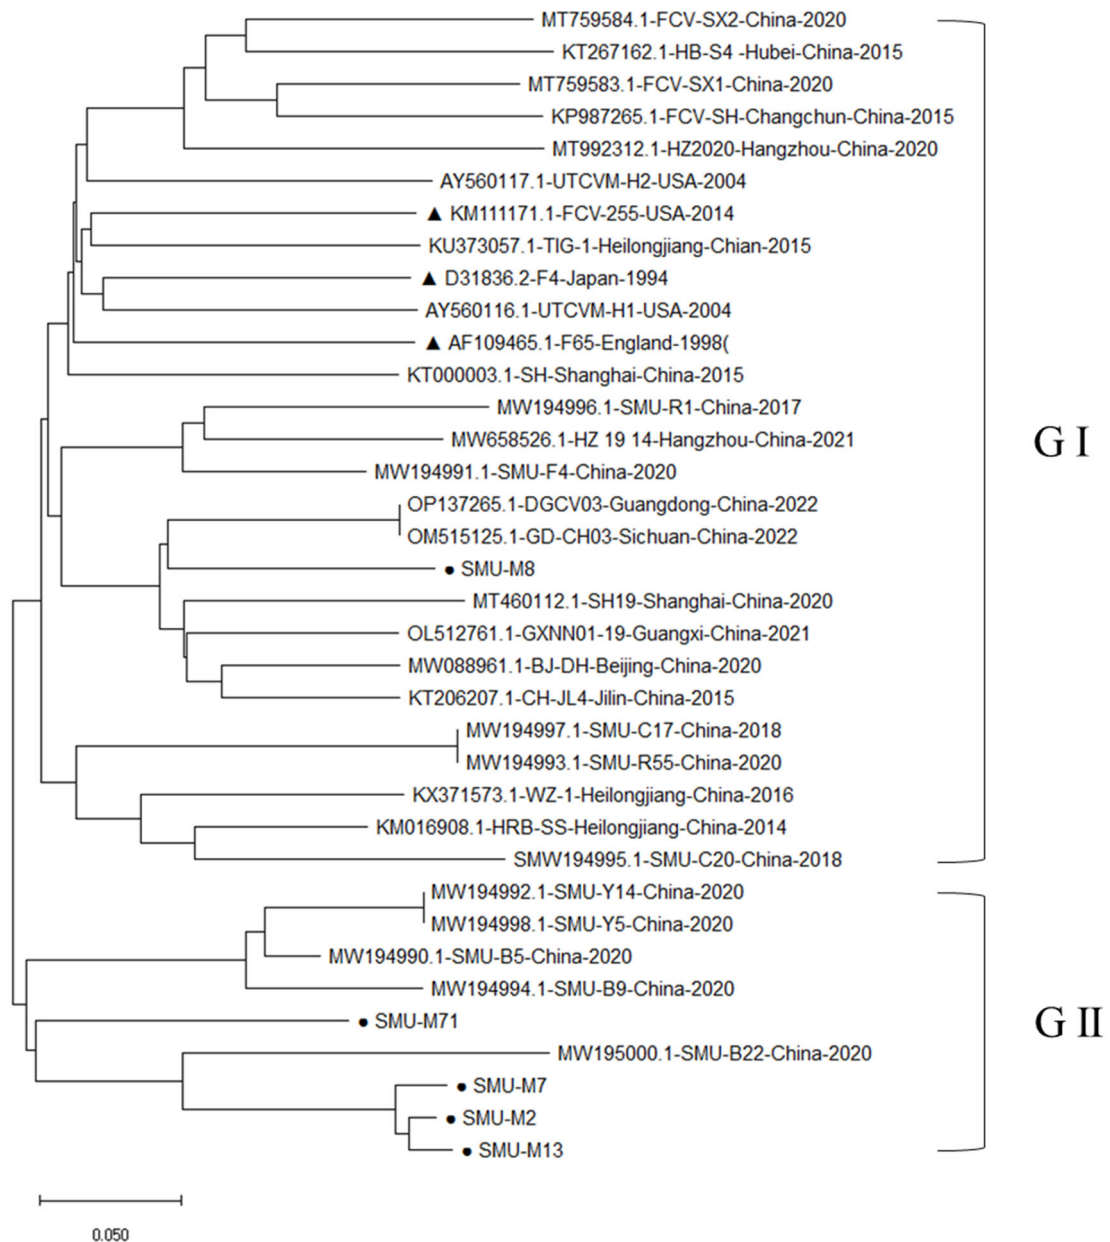 MT759584.1-FCV-SX2-China-2020
KT267162.1-HB-S4 -Hubei-China-2015
MT759583.1-FCV-SX1-China-2020
KP987265.1-FCV-SH-Changchun-China-2015
MT992312.1-HZ2020-Hangzhou-China-2020
AY560117.1-UTCVM-H2-USA-2004
▲ KM111171.1-FCV-255-USA-2014
KU373057.1-TIG-1-Heilongjiang-Chian-2015
▲ D31836.2-F4-Japan-1994
AY560116.1-UTCVM-H1-USA-2004
▲ AF109465.1-F65-England-1998(
KT000003.1-SH-Shanghai-China-2015
MW194996.1-SMU-R1-China-2017
MW658526.1-HZ 19 14-Hangzhou-China-2021
G I
MW194991.1-SMU-F4-China-2020
OP137265.1-DGCV03-Guangdong-China-2022
OM515125.1-GD-CH03-Sichuan-China-2022
● SMU-M8
MT460112.1-SH19-Shanghai-China-2020
OL512761.1-GXNN01-19-Guangxi-China-2021
MW088961.1-BJ-DH-Beijing-China-2020
KT206207.1-CH-JL4-Jilin-China-2015
MW194997.1-SMU-C17-China-2018
MW194993.1-SMU-R55-China-2020
KX371573.1-WZ-1-Heilongjiang-China-2016
KM016908.1-HRB-SS-Heilongjiang-China-2014
SMW194995.1-SMU-C20-China-2018
MW194992.1-SMU-Y14-China-2020
MW194998.1-SMU-Y5-China-2020
MW194990.1-SMU-B5-China-2020
MW194994.1-SMU-B9-China-2020
● SMU-M71
G II
MW195000.1-SMU-B22-China-2020
● SMU-M7
● SMU-M2
● SMU-M13
0.050